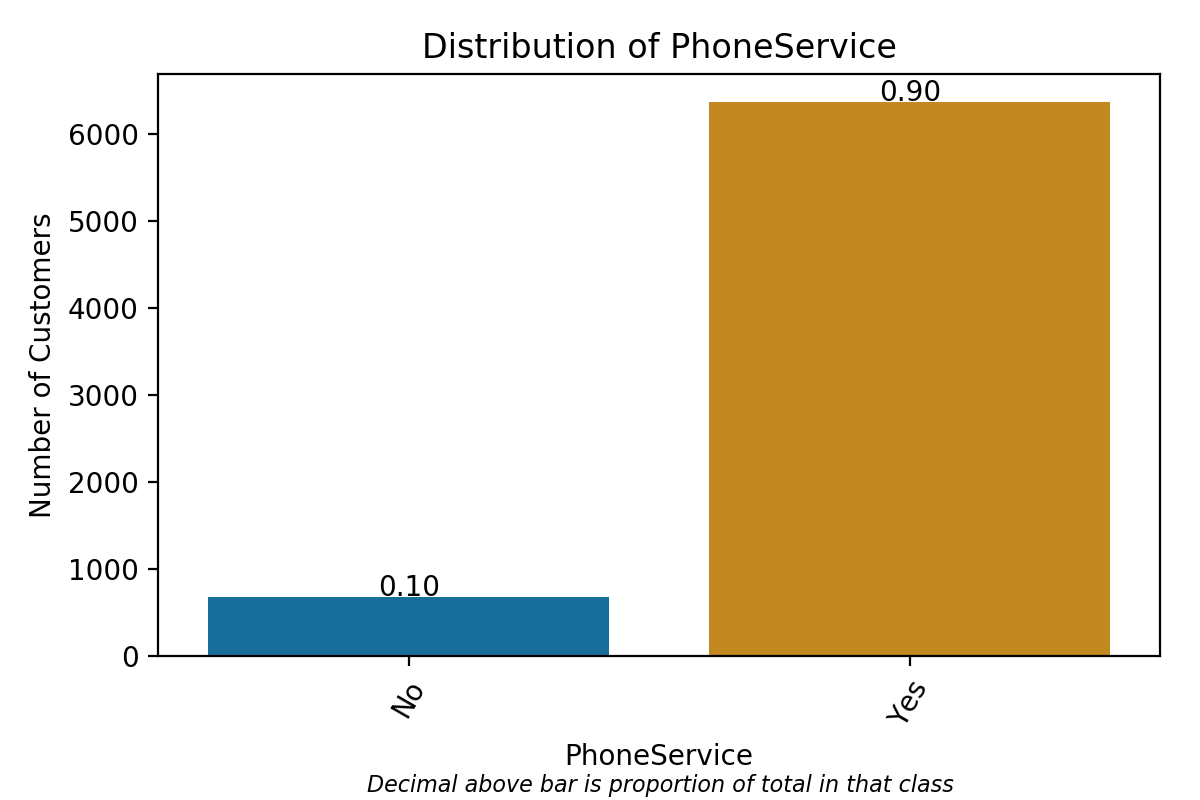 Distribution of PhoneService
0.90
0.10
Number of Customers
6000
5000
4000
3000
2000
1000
0
No
Yes
PhoneService
Decimal above bar is proportion of total in that class